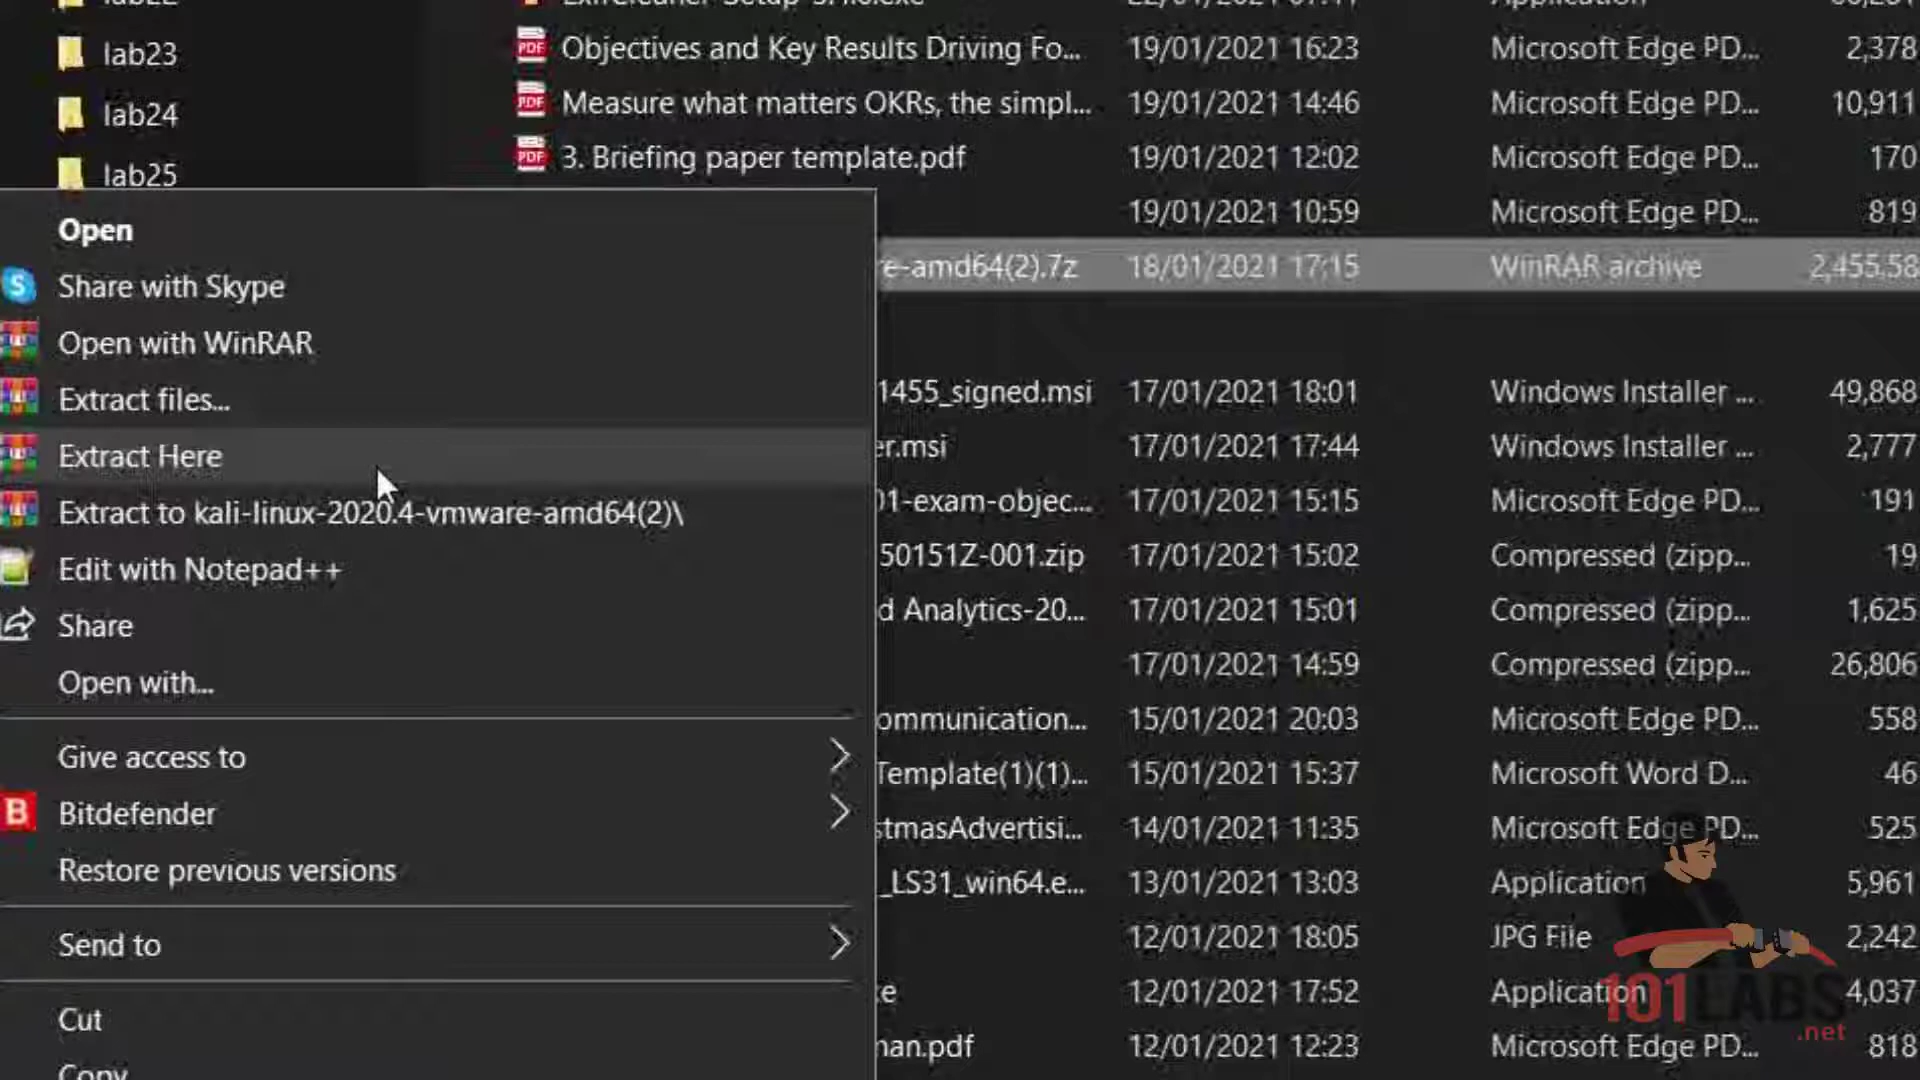 lab23
lab24
lab25
Objectives and Key Results Driving Fo... 19/01/2021 16:23 Microsoft Edge PD... 2,378
Measure what matters OKRs, the simpl... 19/01/2021 14:46 Microsoft Edge PD... 10,911
3. Briefing paper template.pdf 19/01/2021 12:02 Microsoft Edge PD... 170
19/01/2021 10:59 Microsoft Edge PD... 819
e-amd64(2).7z 18/01/2021 17:15 WinRAR archive 2,455,58
1455_signed.msi 17/01/2021 18:01 Windows Installer ... 49,868
er.msi 17/01/2021 17:44 Windows Installer ... 2,777
01-exam-objec... 17/01/2021 15:15 Microsoft Edge PD... 191
50151Z-001.zip 17/01/2021 15:02 Compressed (zipp... 19
d Analytics-20... 17/01/2021 15:01 Compressed (zipp... 1,625
17/01/2021 14:59 Compressed (zipp... 26,806
ommunication... 15/01/2021 20:03 Microsoft Edge PD... 558
Template(1)(1)... 15/01/2021 15:37 Microsoft Word D... 46
stmasAdvertisi... 14/01/2021 11:35 Microsoft Edge PD... 525
_LS31_win64.e... 13/01/2021 13:03 Application 5,961
12/01/2021 18:05 JPG File 2,242
12/01/2021 17:52 Application 4,037
nan.pdf 12/01/2021 12:23 Microsoft Edge PD... 818
Open
Share with Skype
Open with WinRAR
Extract files...
Extract Here
Extract to kali-linux-2020.4-vmware-amd64(2)\
Edit with Notepad++
Share
Open with...
Give access to
Bitdefender
Restore previous versions
Send to
Cut
Copy
101LABS
.net